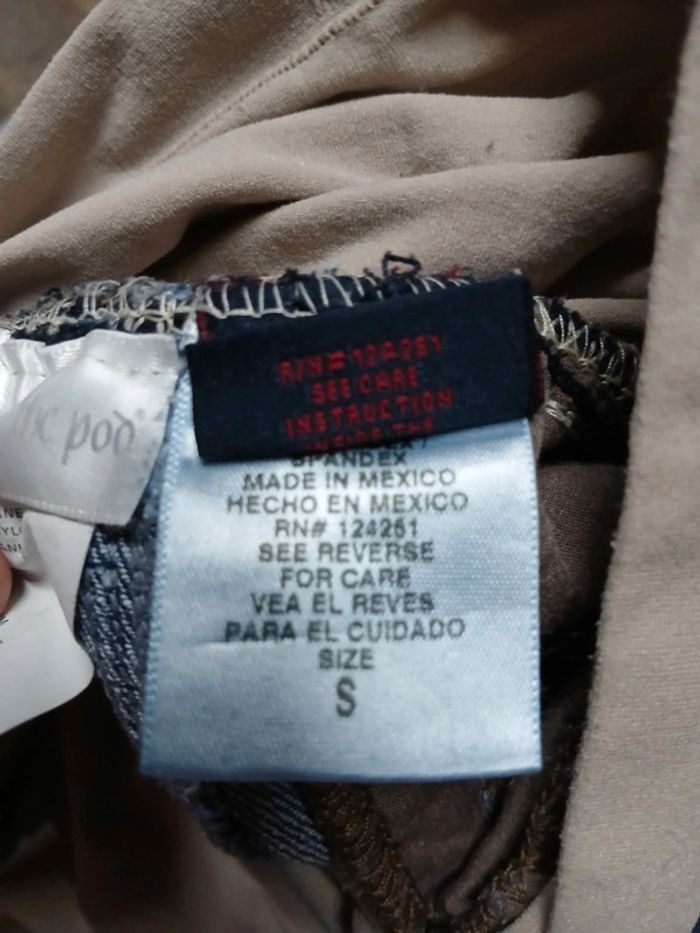 R/N# 124261
SEE CARE
INSTRUCTION
SPANDEX
MADE IN MEXICO
HECHO EN MEXICO
RN# 124261
SEE REVERSE
FOR CARE
VEA EL REVES
PARA EL CUIDADO
SIZE
S
pod